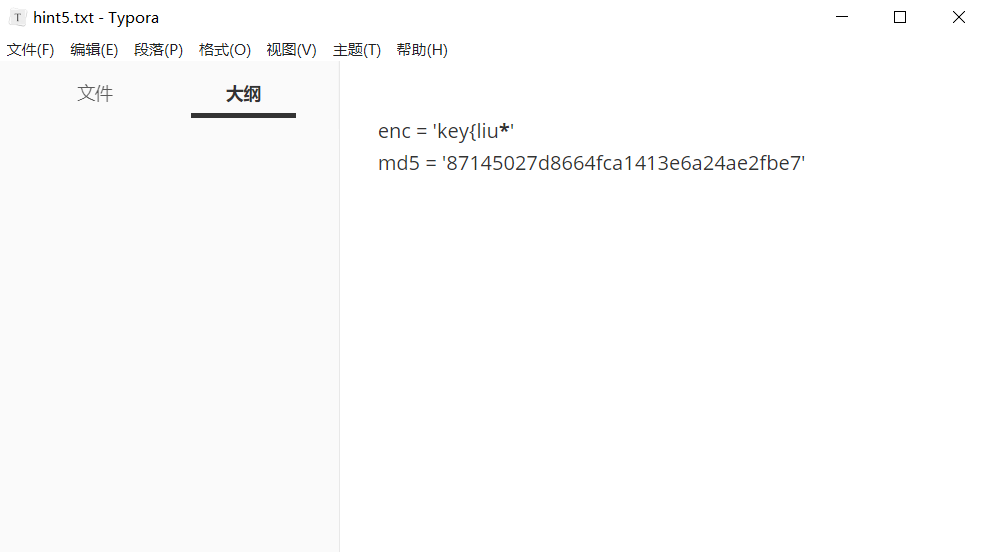 hint5.txt - Typora
文件(F) 编辑(E) 段落(P) 格式(O) 视图(V) 主题(T) 帮助(H)
文件 大纲
enc = 'key{liu*'
md5 = '87145027d8664fca1413e6a24ae2fbe7'